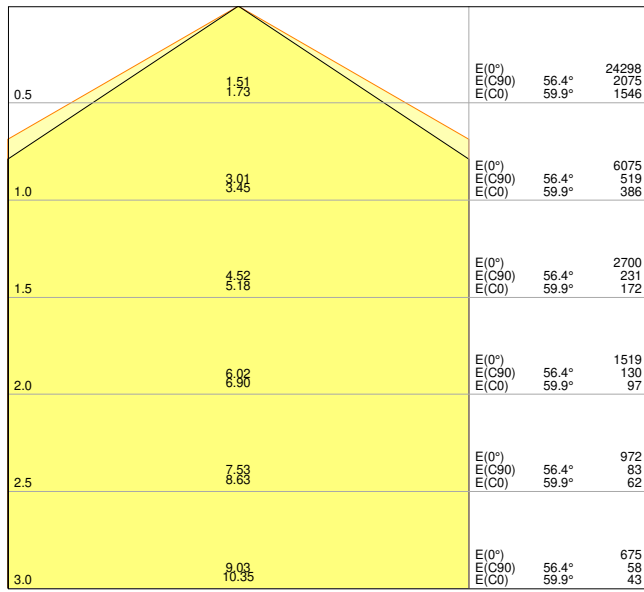 E(0°) 24298
1.51 E(C90) 56.4° 2075
0.5 1.73 E(C0) 59.9° 1546
E(0°) 6075
3.01 E(C90) 56.4° 519
1.0 3.45 E(C0) 59.9° 386
E(0°) 2700
4.52 E(C90) 56.4° 231
1.5 5.18 E(C0) 59.9° 172
E(0°) 1519
6.02 E(C90) 56.4° 130
2.0 6.90 E(C0) 59.9° 97
E(0°) 972
7.53 E(C90) 56.4° 83
2.5 8.63 E(C0) 59.9° 62
E(0°) 675
9.03 E(C90) 56.4° 58
3.0 10.35 E(C0) 59.9° 43